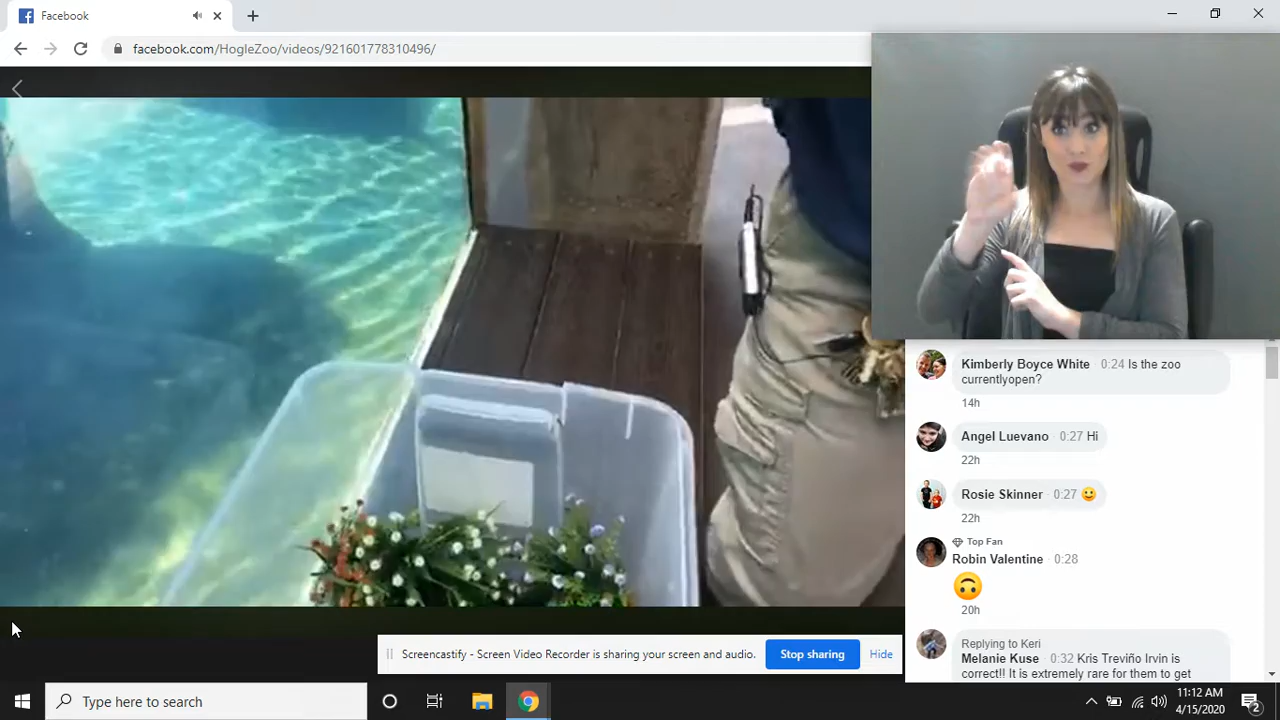 Facebook
facebook.com/HogleZoo/videos/921601778310496/
Kimberly Boyce White 0:24 Is the zoo
currentlyopen?
14h
Angel Luevano 0:27 Hi
22h
Rosie Skinner 0:27
22h
Top Fan
Robin Valentine 0:28
20h
Replying to Keri
Melanie Kuse 0:32 Kris Treviño Irvin is
correct!! It is extremely rare for them to get
Screencastify - Screen Video Recorder is sharing your screen and audio.
Stop sharing
Hide
Type here to search
11:12 AM
4/15/2020
2